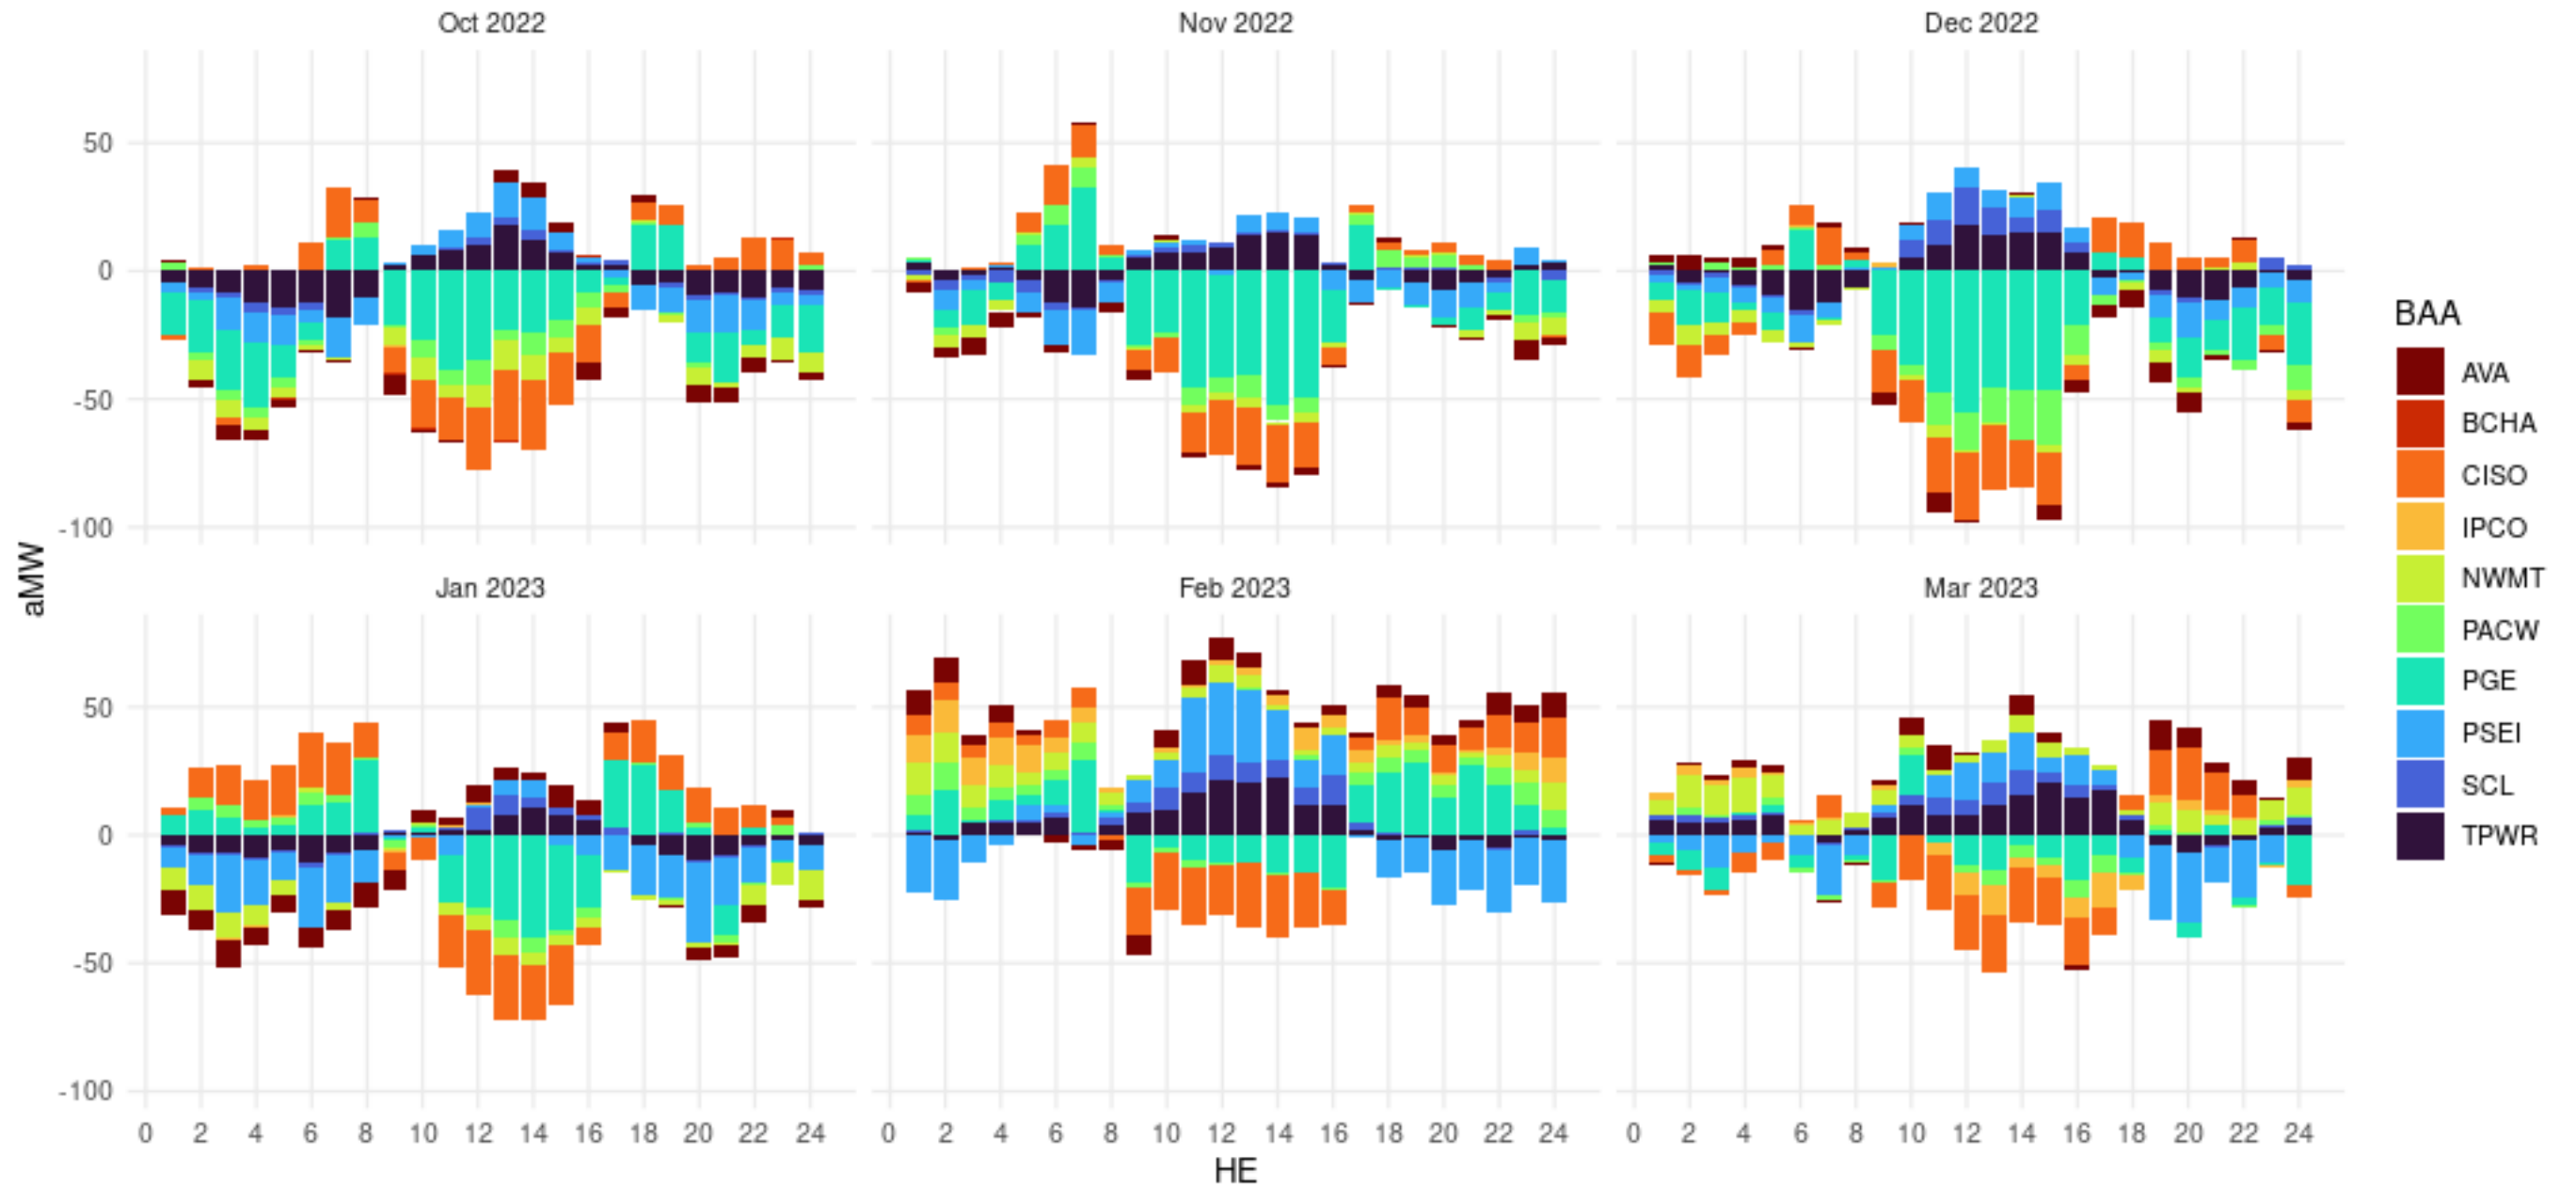 Oct 2022 Nov 2022 Dec 2022
50
0
-50
-100
Jan 2023 Feb 2023 Mar 2023
50
0
-50
-100
0 2 4 6 8 10 12 14 16 18 20 22 24 0 2 4 6 8 10 12 14 16 18 20 22 24 0 2 4 6 8 10 12 14 16 18 20 22 24
HE
aMW
BAA
AVA
BCHA
CISO
IPCO
NWMT
PACW
PGE
PSEI
SCL
TPWR